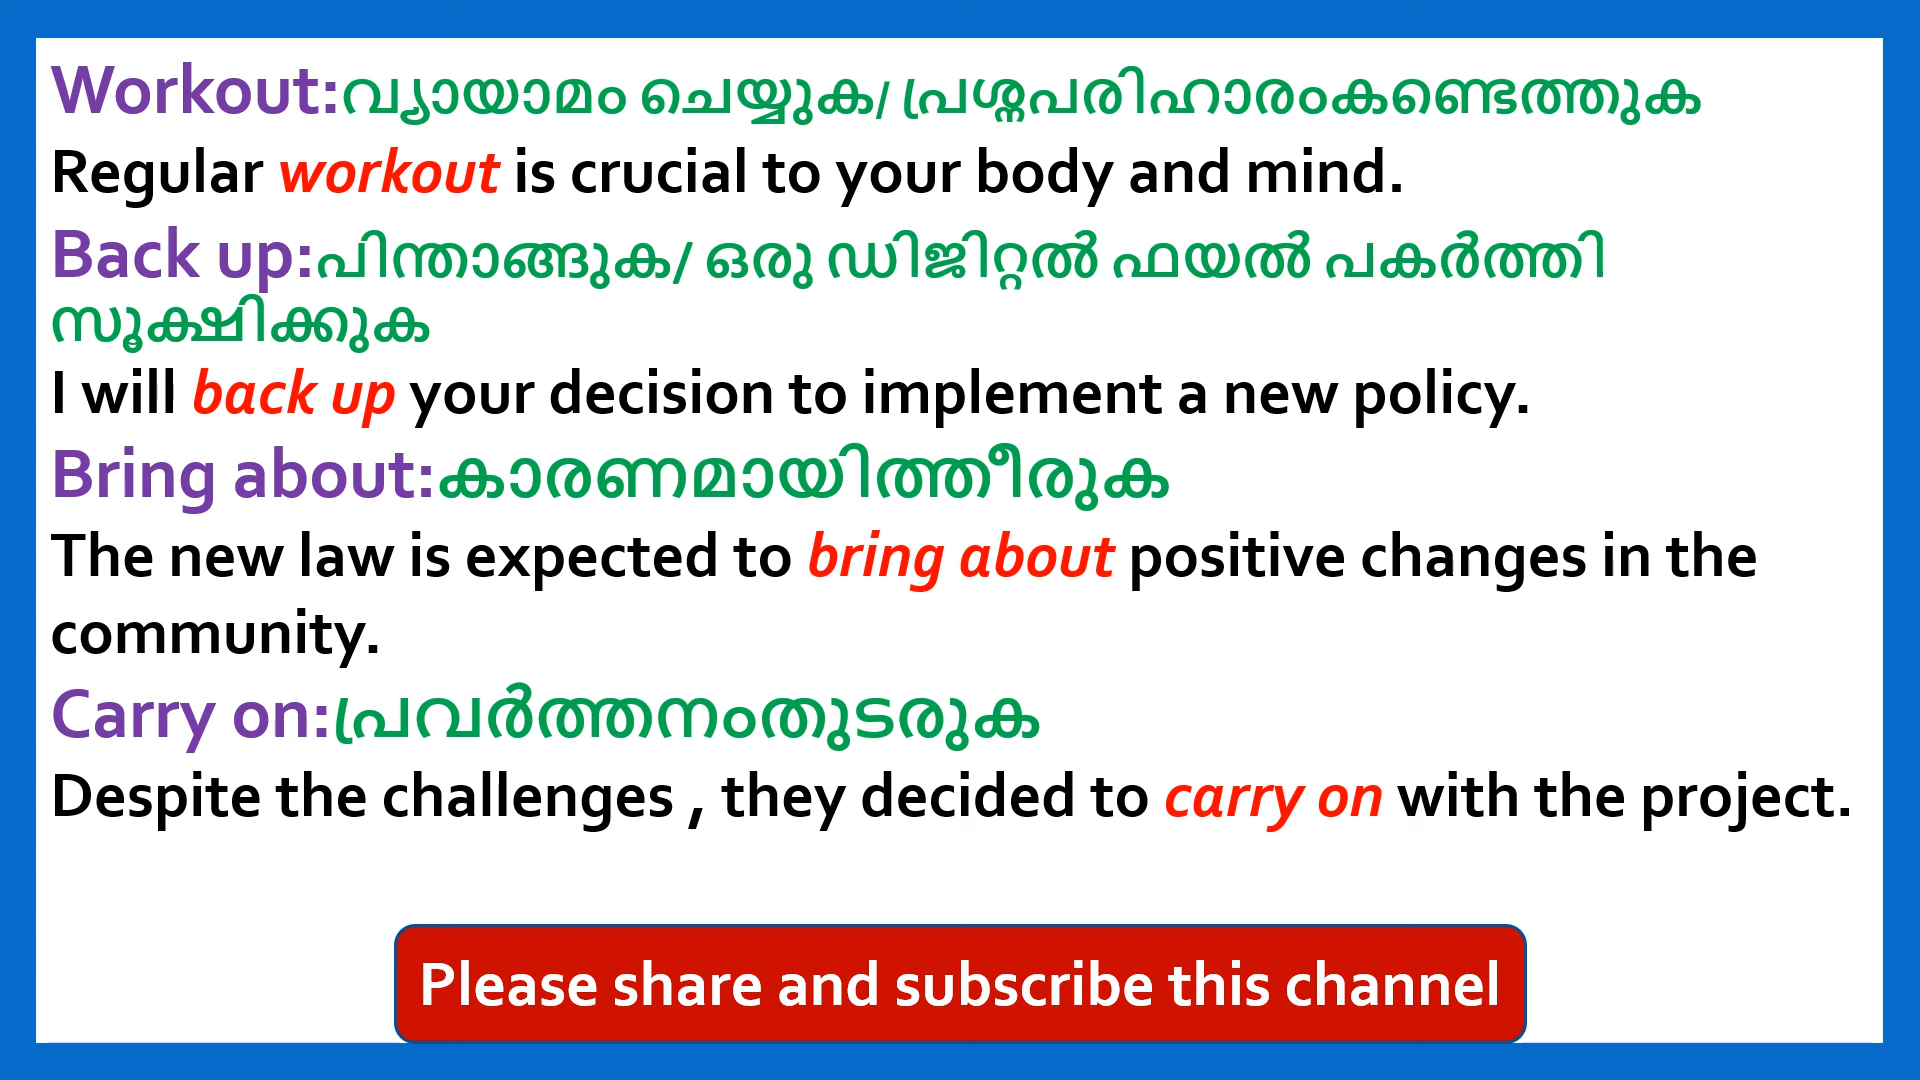 Workout:വ്യായാമം ചെയ്യുക/ പ്രശ്നപരിഹാരംകണ്ടെത്തുക
Regular workout is crucial to your body and mind.
Back up:പിന്താങ്ങുക/ ഒരു ഡിജിറ്റൽ ഫയൽ പകർത്തി
സൂക്ഷിക്കുക
I will back up your decision to implement a new policy.
Bring about:കാരണമായിത്തീരുക
The new law is expected to bring about positive changes in the
community.
Carry on:പ്രവർത്തനംതുടരുക
Despite the challenges , they decided to carry on with the project.
Please share and subscribe this channel